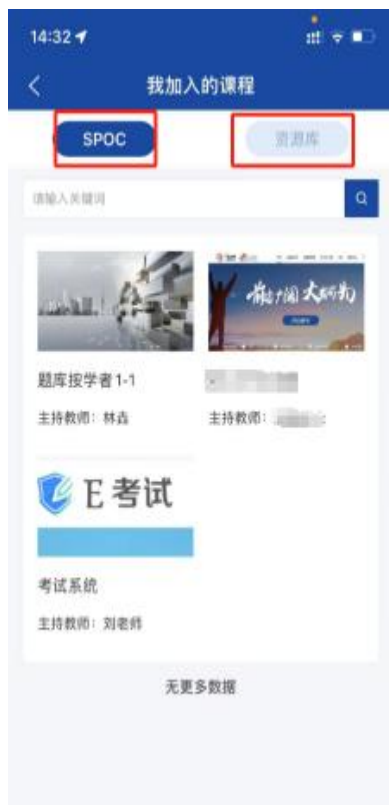 14:32
我加入的课程
SPOC
资源库
请输入关键词
题库按学者1-1
主持教师：林垚
主持教师：
E考试
考试系统
主持教师：刘老师
无更多数据